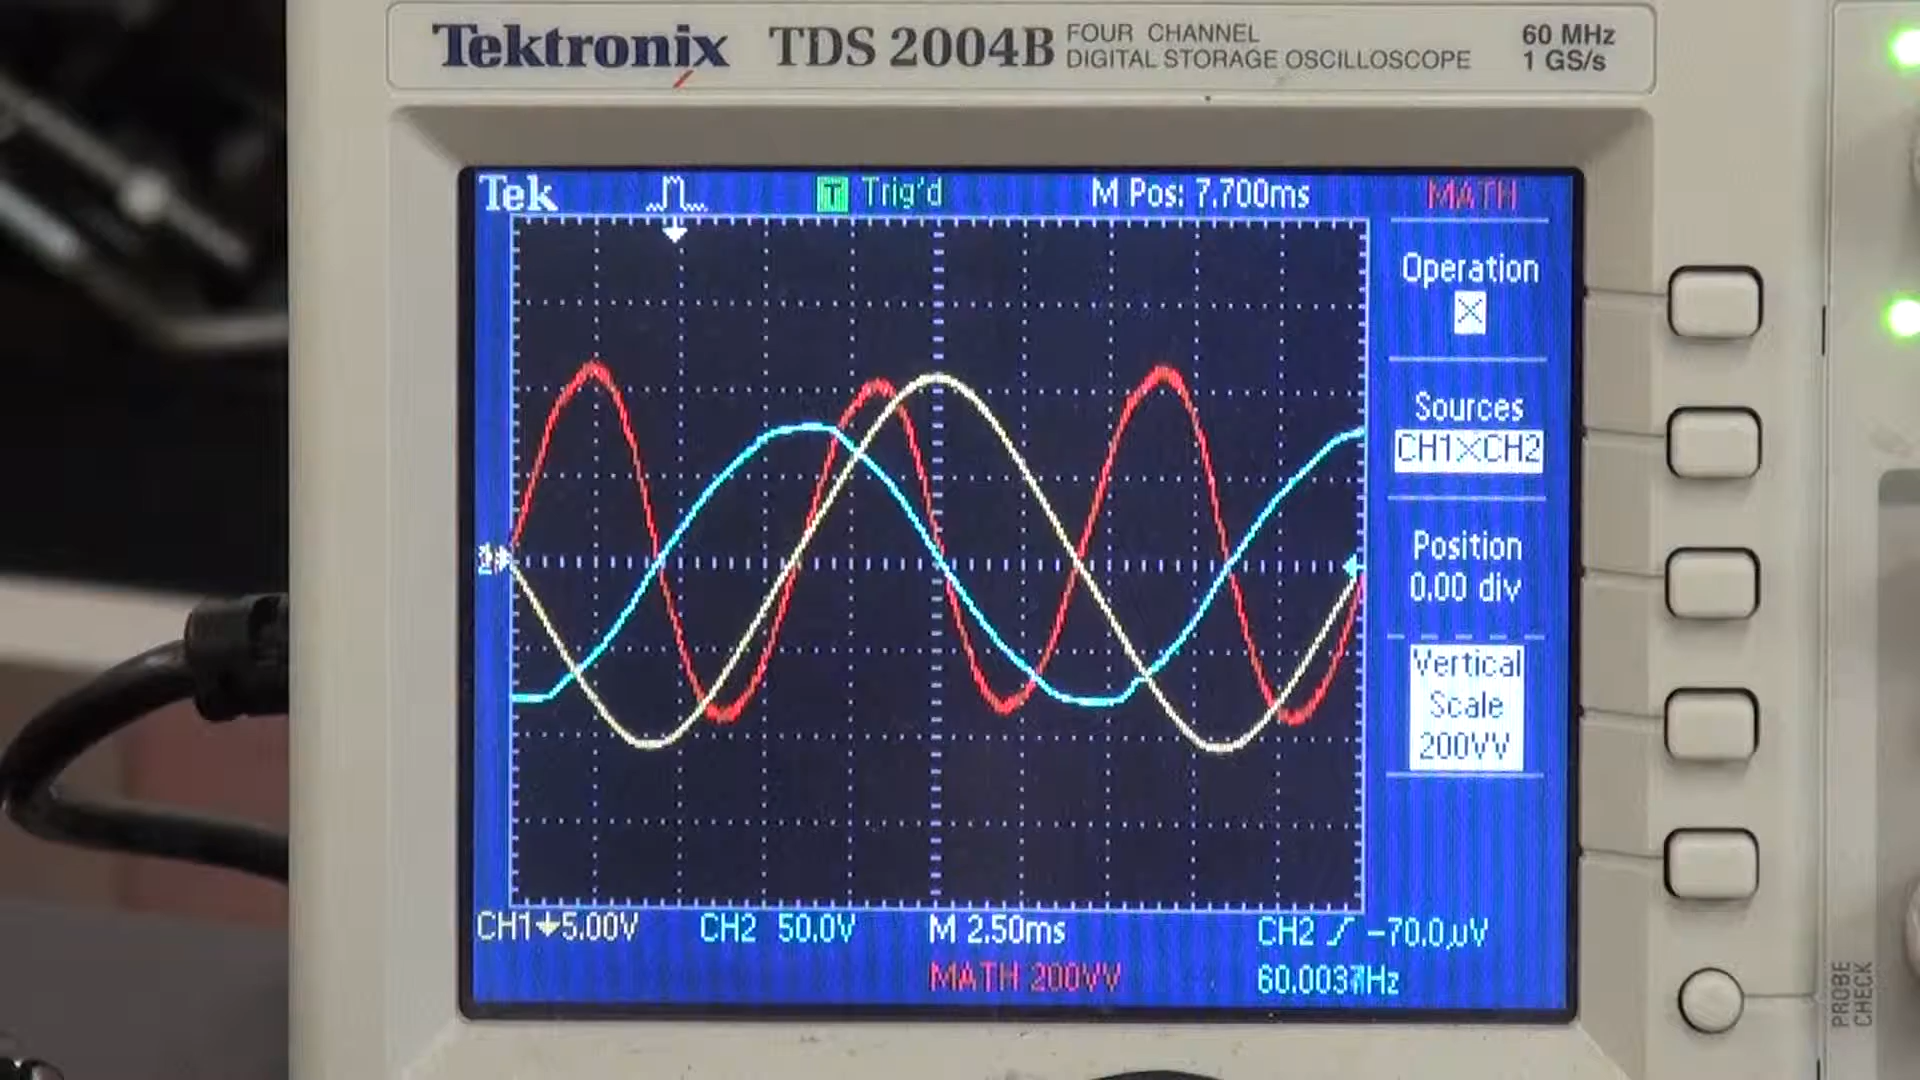 Tektronix TDS 2004B FOUR CHANNEL DIGITAL STORAGE OSCILLOSCOPE 60 MHz 1 GS/s
Tek T Trig'd M Pos: 7.700ms MATH
Operation
X
Sources
CH1XCH2
Position
0.00 div
Vertical
Scale
200VV
CH1 5.00V CH2 50.0V M 2.50ms CH2 -70.0µV
MATH 200VV
PROBE
CHECK